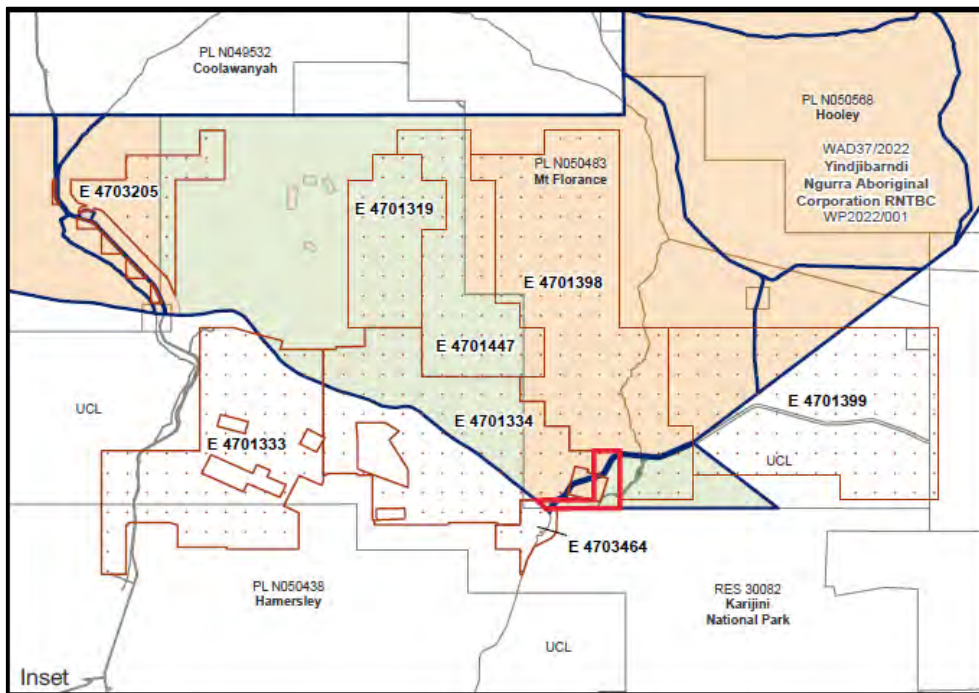 PL N049532
Coolawanyah
PL N050568
Hooley
WAD37/2022
Yindjibarndi
Ngurra Aboriginal
Corporation RNTBC
WP2022/001
PL N050483
Mt Florance
E 4703205
E 4701319
E 4701398
E 4701447
E 4701399
E 4701334
UCL
E 4701333
UCL
E 4703464
PL N050438
Hamersley
RES 30082
Karijini
National Park
UCL
Inset